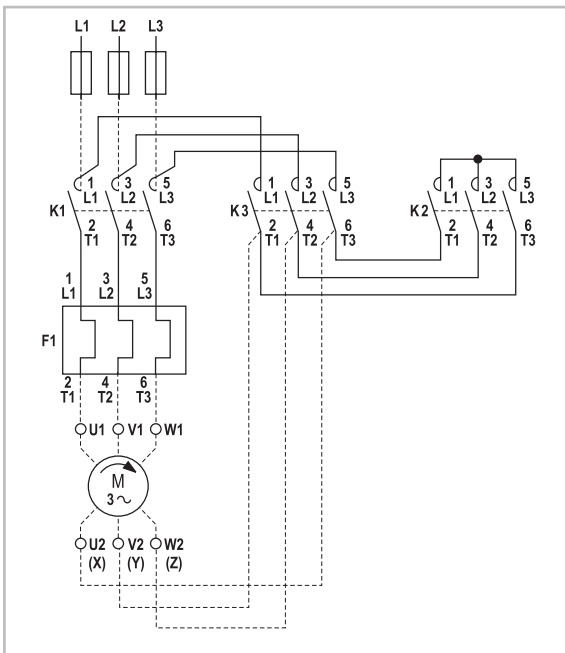 L1 L2 L3
1 3 5 1 3 5 1 3 5
L1 L2 L3 L1 L2 L3 L1 L2 L3
K1 K3 K2
2 4 6 2 4 6 2 4 6
T1 T2 T3 T1 T2 T3 T1 T2 T3
1 3 5
L1 L2 L3
F1
2 4 6
T1 T2 T3
U1 V1 W1
M
3~
U2 V2 W2
(X) (Y) (Z)